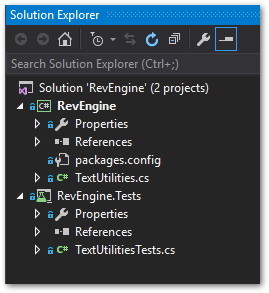 Solution Explorer
Search Solution Explorer (Ctrl+;)
Solution 'RevEngine' (2 projects)
C# RevEngine
Properties
References
packages.config
C# TextUtilities.cs
RevEngine.Tests
Properties
References
C# TextUtilitiesTests.cs